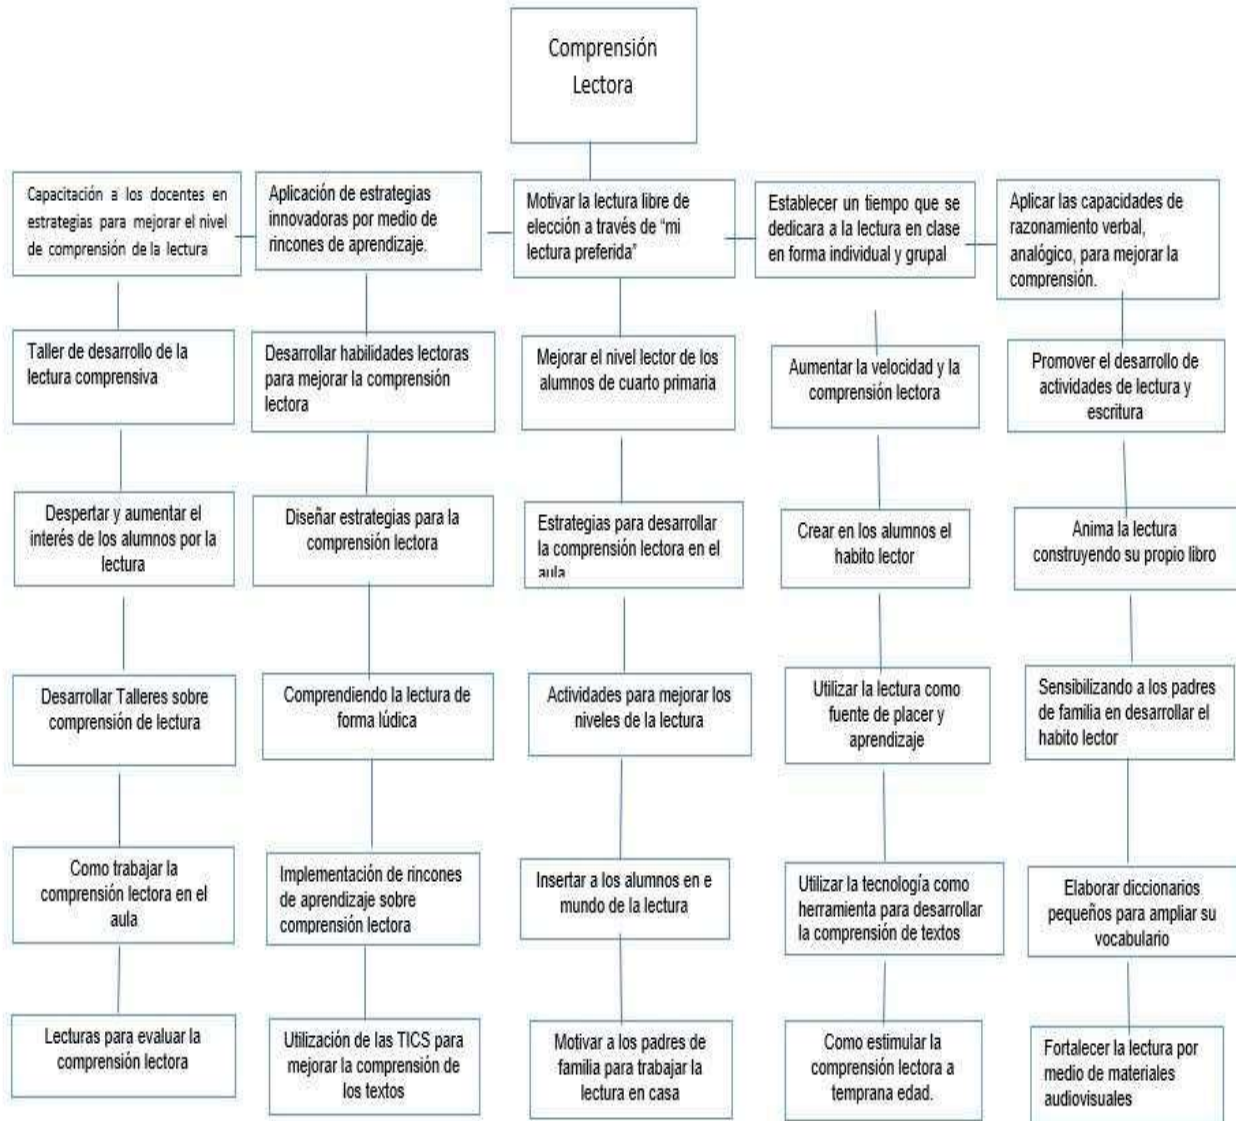 Comprensión
Lectora
Capacitación a los docentes en
estrategias para mejorar el nivel
de comprensión de la lectura
Aplicación de estrategias
innovadoras por medio de
rincones de aprendizaje.
Motivar la lectura libre de
elección a través de “mi
lectura preferida”
Establecer un tiempo que se
dedicara a la lectura en clase
en forma individual y grupal
Aplicar las capacidades de
razonamiento verbal,
analógico, para mejorar la
comprensión.
Taller de desarrollo de la
lectura comprensiva
Desarrollar habilidades lectoras
para mejorar la comprensión
lectora
Mejorar el nivel lector de los
alumnos de cuarto primaria
Aumentar la velocidad y la
comprensión lectora
Promover el desarrollo de
actividades de lectura y
escritura
Despertar y aumentar el
interés de los alumnos por la
lectura
Diseñar estrategias para la
comprensión lectora
Estrategias para desarrollar
la comprensión lectora en el
aula
Crear en los alumnos el
habito lector
Anima la lectura
construyendo su propio libro
Desarrollar Talleres sobre
comprensión de lectura
Comprendiendo la lectura de
forma lúdica
Actividades para mejorar los
niveles de la lectura
Utilizar la lectura como
fuente de placer y
aprendizaje
Sensibilizando a los padres
de familia en desarrollar el
habito lector
Como trabajar la
comprensión lectora en el
aula
Implementación de rincones
de aprendizaje sobre
comprensión lectora
Insertar a los alumnos en e
mundo de la lectura
Utilizar la tecnología como
herramienta para desarrollar
la comprensión de textos
Elaborar diccionarios
pequeños para ampliar su
vocabulario
Lecturas para evaluar la
comprensión lectora
Utilización de las TICS para
mejorar la comprensión de
los textos
Motivar a los padres de
familia para trabajar la
lectura en casa
Como estimular la
comprensión lectora a
temprana edad.
Fortalecer la lectura por
medio de materiales
audiovisuales